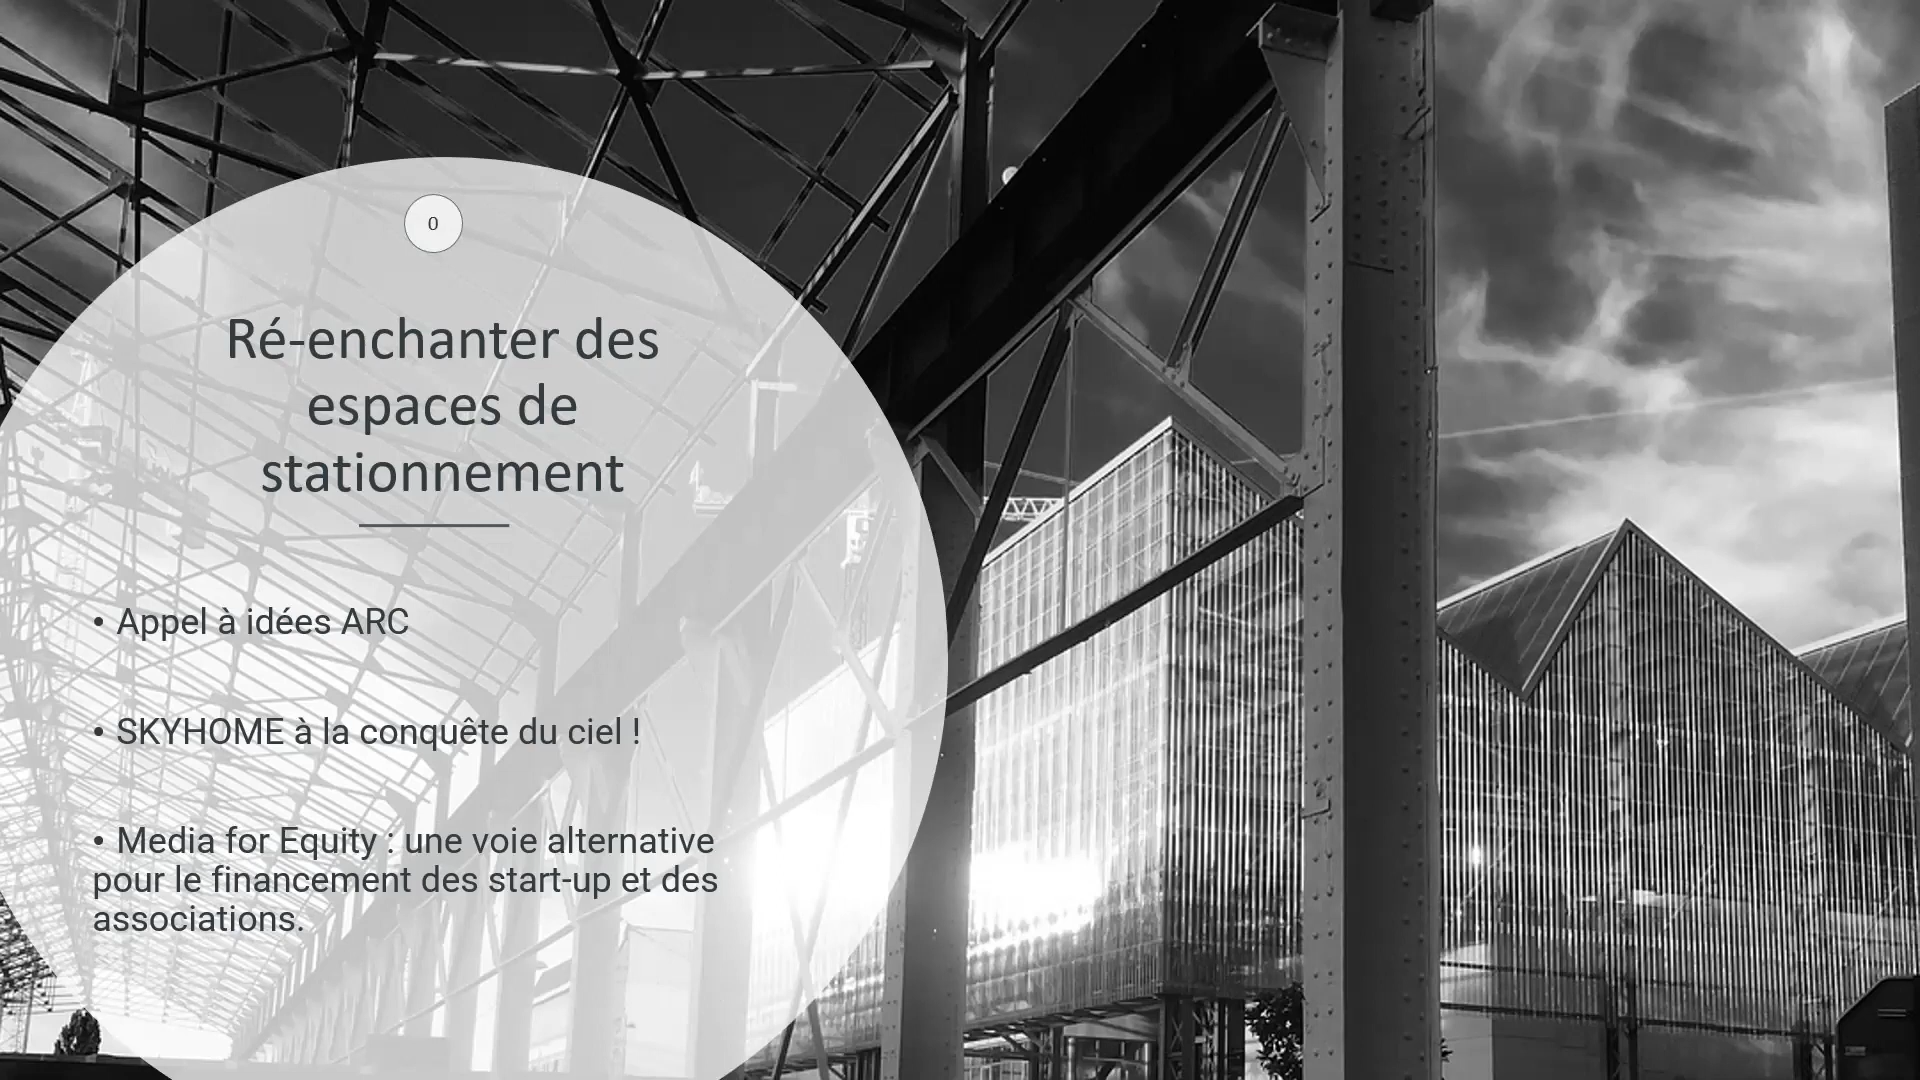 0
Ré-enchanter des
espaces de
stationnement
• Appel à idées ARC
• SKYHOME à la conquête du ciel !
• Media for Equity : une voie alternative
pour le financement des start-up et des
associations.